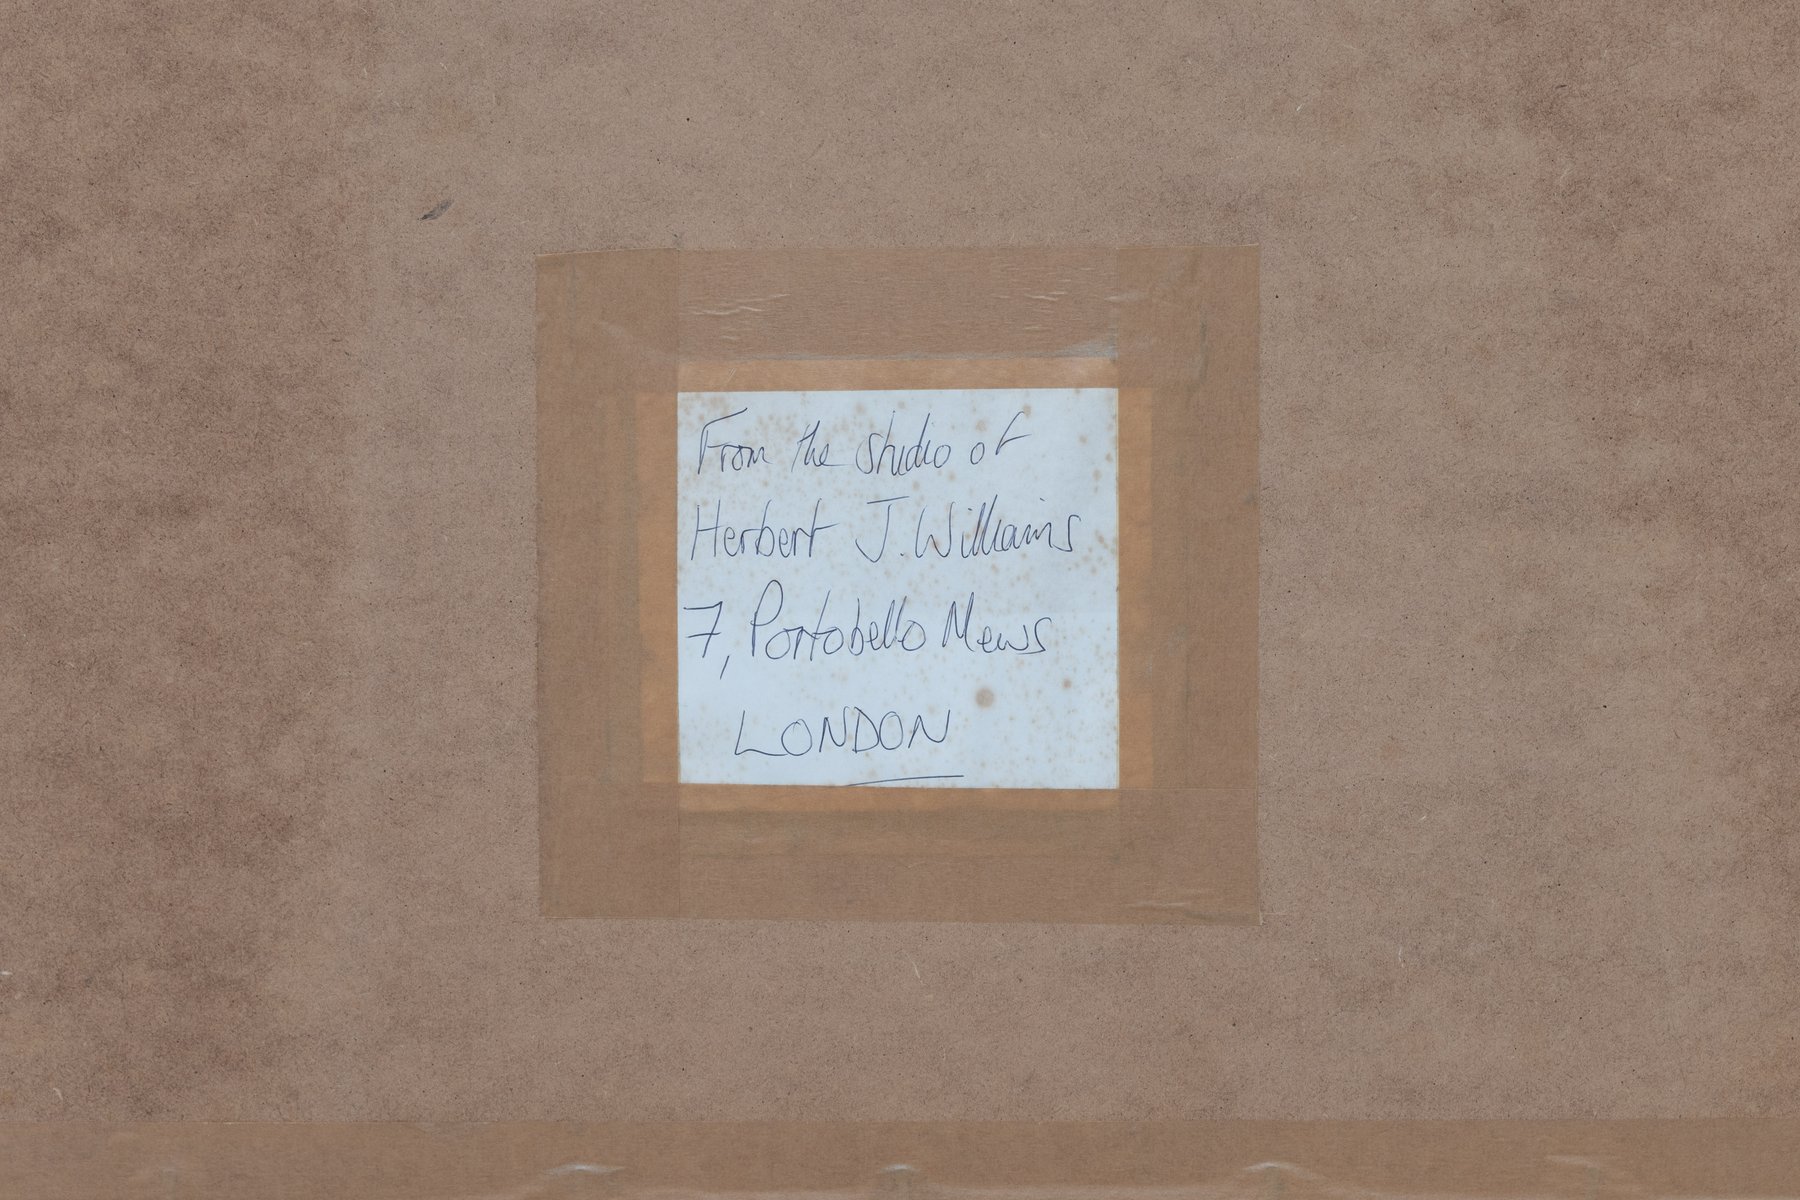 From the studio of
Herbert J. Williams
7, Portobello Mews
LONDON